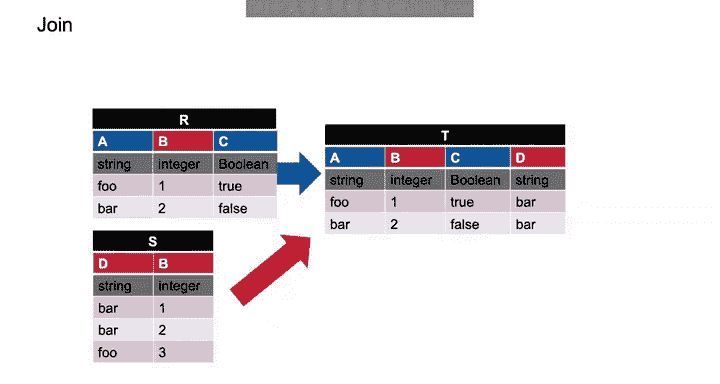 Join
R
A B C
string integer Boolean
foo 1 true
bar 2 false
T
A B C D
string integer Boolean string
foo 1 true bar
bar 2 false bar
S
D B
string integer
bar 1
bar 2
foo 3